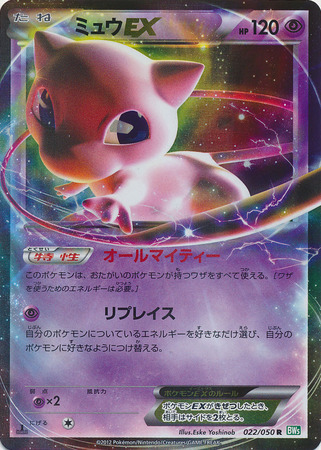 たね ミュウEX HP120
とくせい 特性 オールマイティー
このポケモンは、おたがいのポケモンが持つワザをすべて使える。[ワザ
を使うためのエネルギーは必要。]
リプレイス
自分のポケモンについているエネルギーを好きなだけ選び、自分の
ポケモンに好きなようにつけ替える。
弱点 抵抗力 ポケモンEXのルール
×2 ポケモンEXがきぜつしたとき、
相手はサイドを2枚とる。
にげる BW5 022/050 R
Illus.Eske Yoshinob
©2012 Pokémon/Nintendo/Creatures/GAME FREAK.